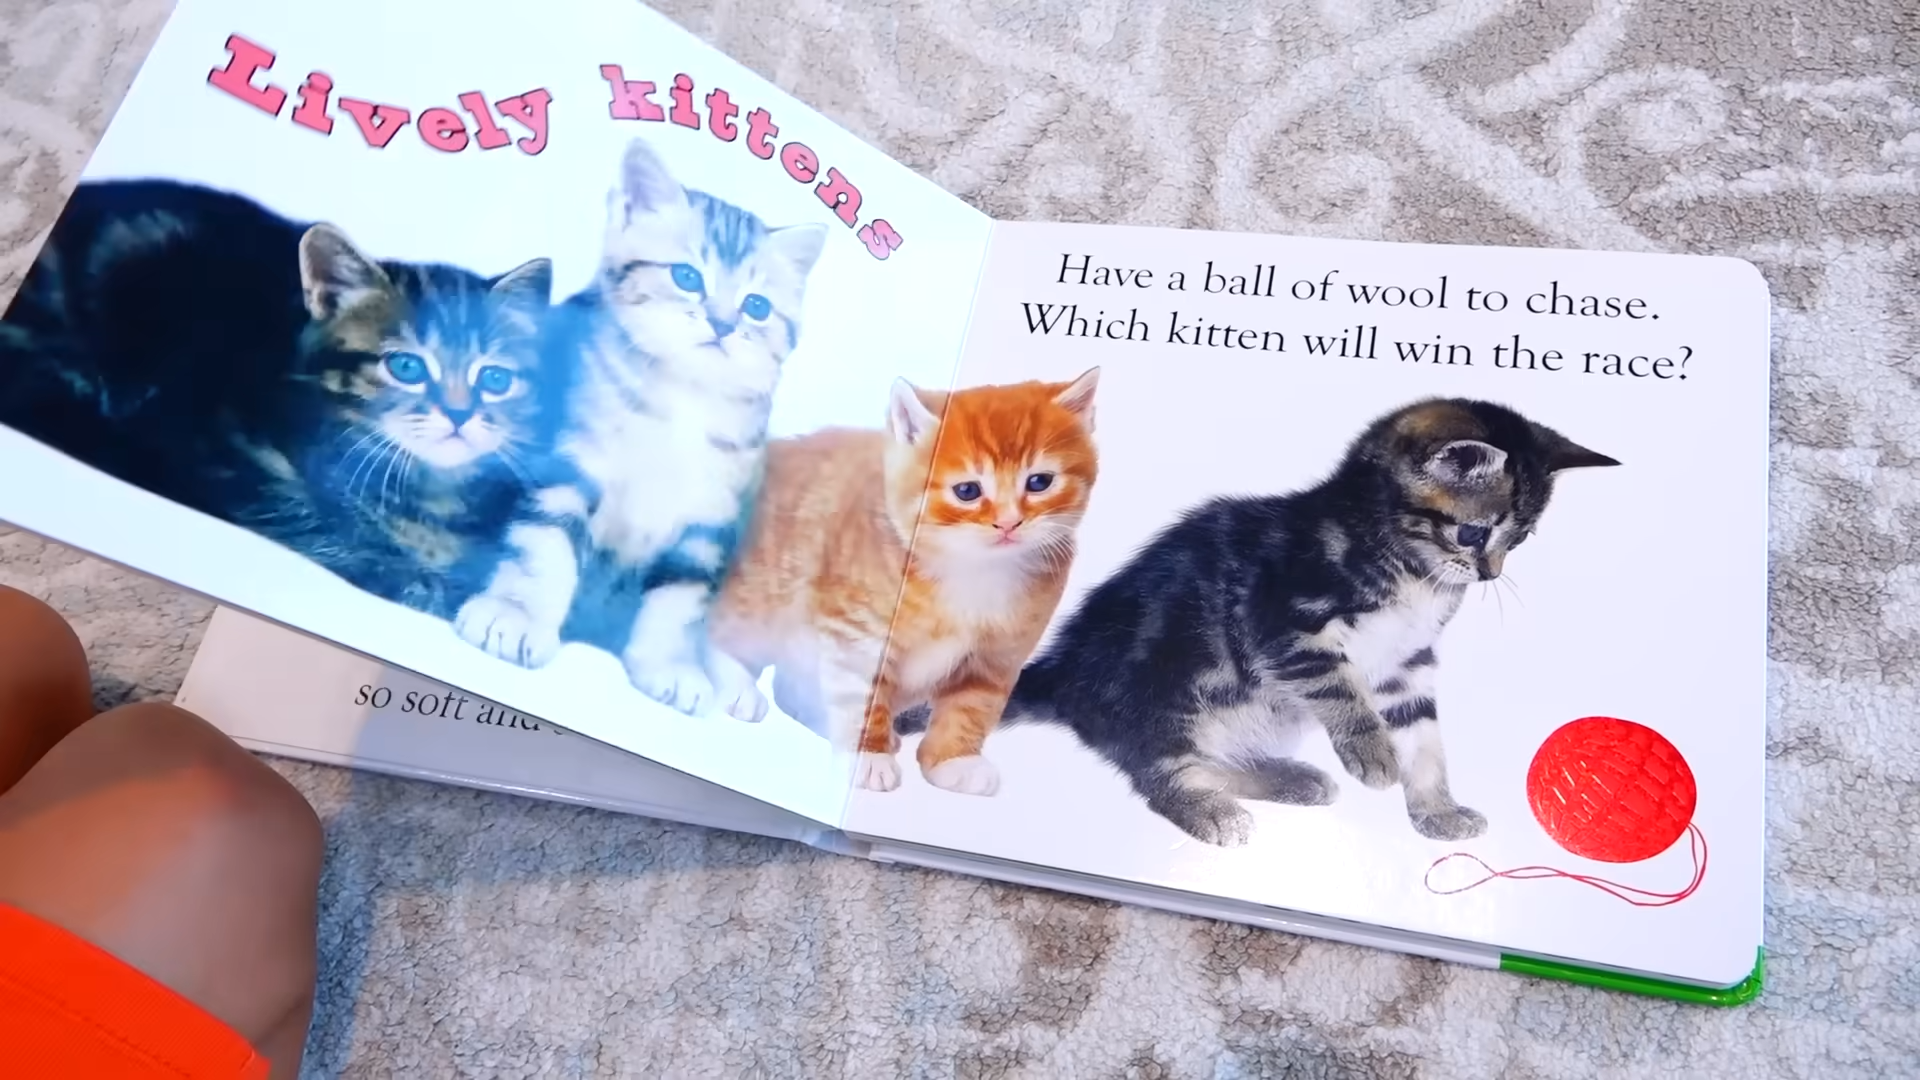 Lively kittens
Have a ball of wool to chase.
Which kitten will win the race?
so soft and